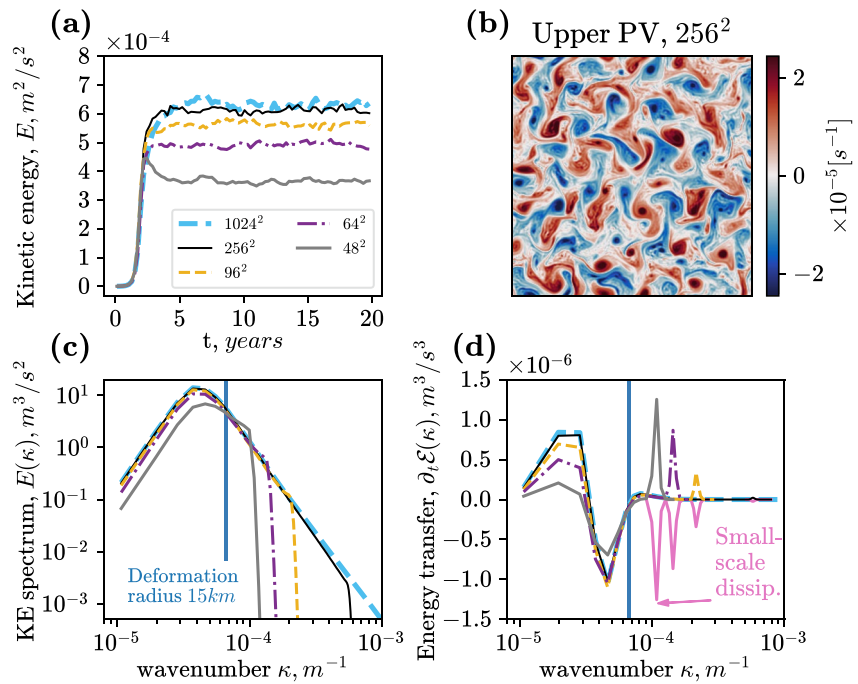 (a)
×10⁻⁴
Kinetic energy, E, m²/s²
8
7
6
5
4
3
2
1
0
1024²
256²
96²
64²
48²
0
5
10
15
20
t, years
(b)
Upper PV, 256²
2
0
−2
×10⁻⁵[s⁻¹]
(c)
KE spectrum, E(κ), m³/s²
10¹
10⁰
10⁻¹
10⁻²
10⁻³
Deformation
radius 15km
10⁻⁵
10⁻⁴
10⁻³
wavenumber κ, m⁻¹
(d)
×10⁻⁶
Energy transfer, ∂ₜℰ(κ), m³/s³
1.5
1.0
0.5
0.0
−0.5
−1.0
−1.5
Small-
scale
dissip.
10⁻⁵
10⁻⁴
10⁻³
wavenumber κ, m⁻¹